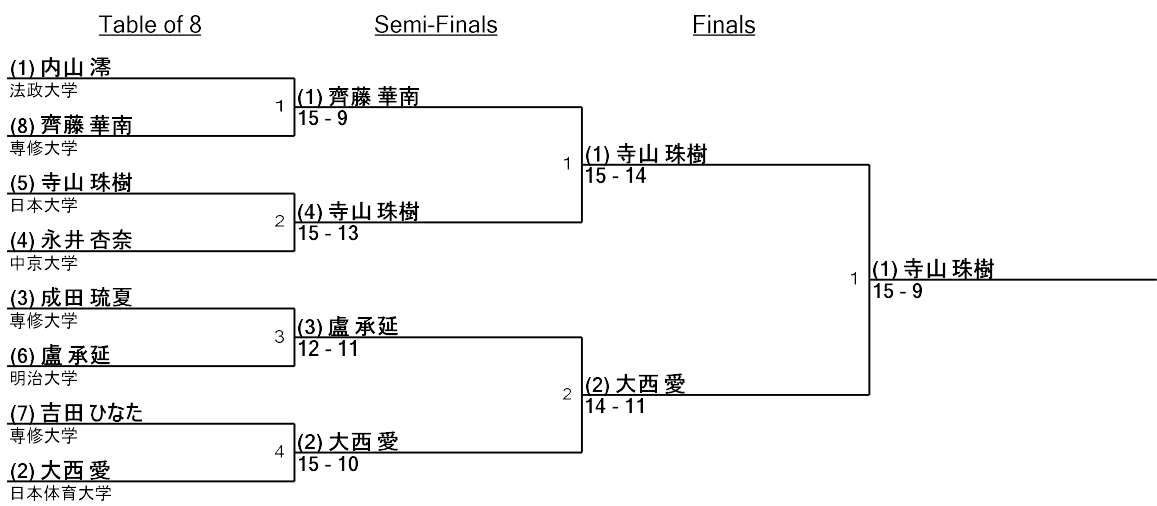 Table of 8
Semi-Finals
Finals
(1) 内山 澪
法政大学
1
(8) 齊藤 華南
専修大学
(1) 齊藤 華南
15 - 9
(5) 寺山 珠樹
日本大学
2
(4) 永井 杏奈
中京大学
(4) 寺山 珠樹
15 - 13
1
(1) 寺山 珠樹
15 - 14
(3) 成田 琉夏
専修大学
3
(6) 盧 承延
明治大学
(3) 盧 承延
12 - 11
(7) 吉田 ひなた
専修大学
4
(2) 大西 愛
日本体育大学
(2) 大西 愛
15 - 10
2
(2) 大西 愛
14 - 11
1
(1) 寺山 珠樹
15 - 9